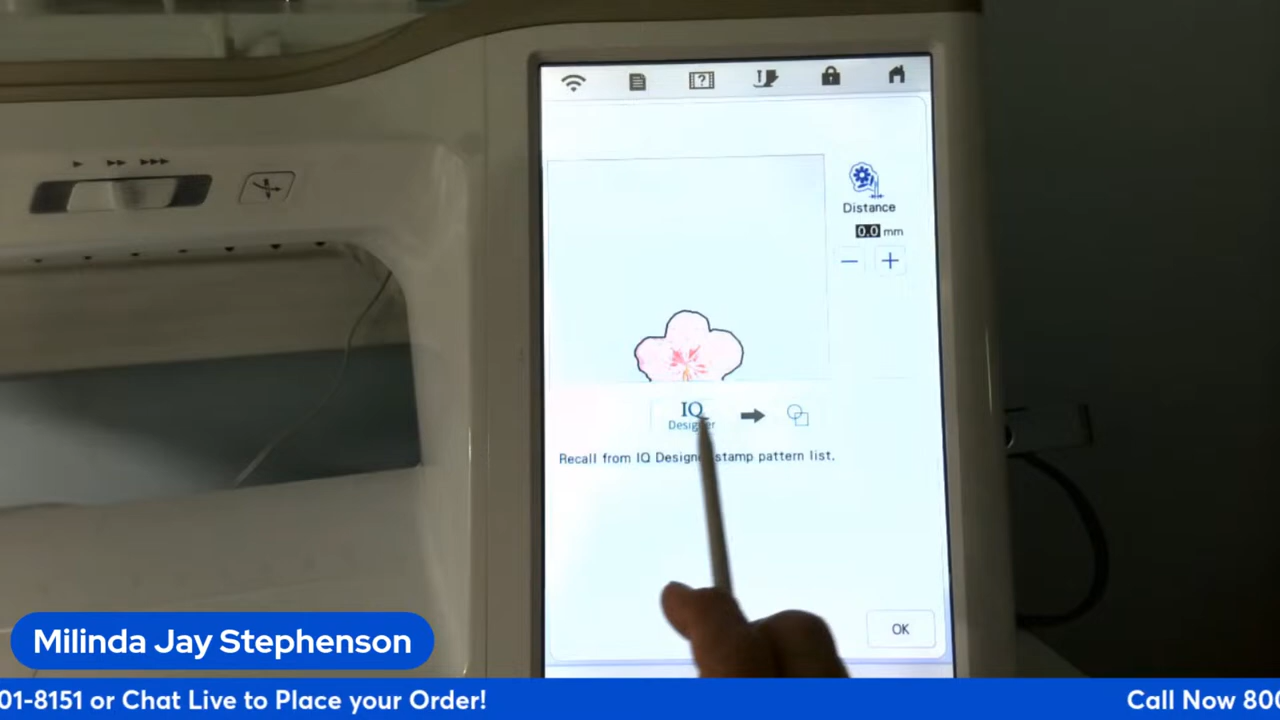 Distance
0.0 mm
IQ
Designer
Recall from IQ Designer stamp pattern list.
OK
Milinda Jay Stephenson
01-8151 or Chat Live to Place your Order!
Call Now 800